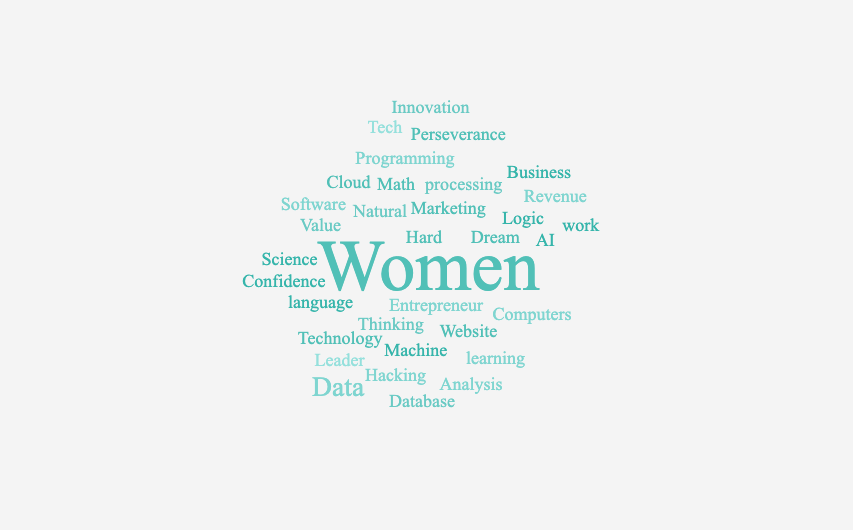 Innovation
Tech Perseverance
Programming
Business
Cloud Math processing
Software Natural Marketing Revenue
Value Logic work
Hard Dream AI
Science Women
Confidence
language Entrepreneur
Thinking Website Computers
Technology Machine
Leader learning
Data Hacking Analysis
Database